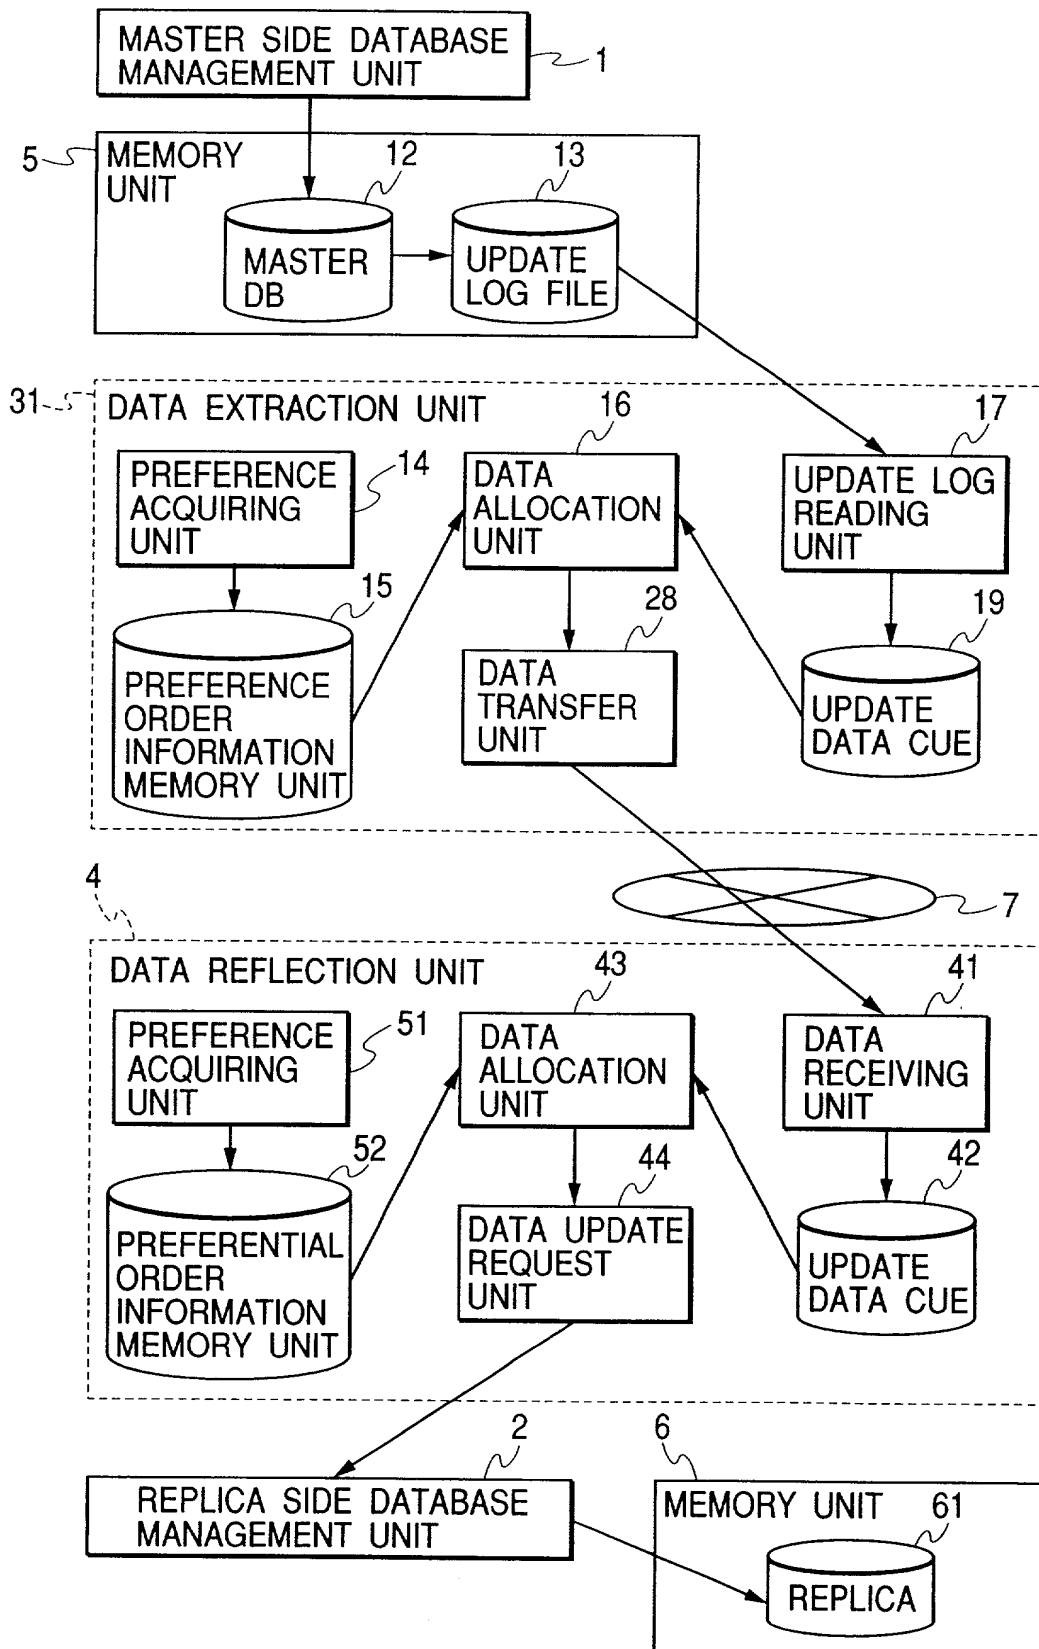 MASTER SIDE DATABASE
MANAGEMENT UNIT
1
5
MEMORY
UNIT
12
13
MASTER
DB
UPDATE
LOG FILE
31
DATA EXTRACTION UNIT
16
17
PREFERENCE
ACQUIRING
UNIT
14
DATA
ALLOCATION
UNIT
UPDATE LOG
READING
UNIT
15
28
19
PREFERENCE
ORDER
INFORMATION
MEMORY UNIT
DATA
TRANSFER
UNIT
UPDATE
DATA CUE
4
7
DATA REFLECTION UNIT
43
41
PREFERENCE
ACQUIRING
UNIT
51
DATA
ALLOCATION
UNIT
DATA
RECEIVING
UNIT
52
44
42
PREFERENTIAL
ORDER
INFORMATION
MEMORY UNIT
DATA UPDATE
REQUEST
UNIT
UPDATE
DATA CUE
2
6
REPLICA SIDE DATABASE
MANAGEMENT UNIT
MEMORY UNIT
61
REPLICA